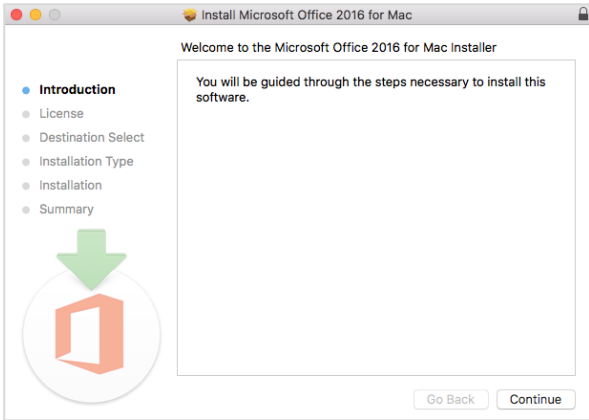 Install Microsoft Office 2016 for Mac
Welcome to the Microsoft Office 2016 for Mac Installer
Introduction
License
Destination Select
Installation Type
Installation
Summary
You will be guided through the steps necessary to install this
software.
Go Back
Continue